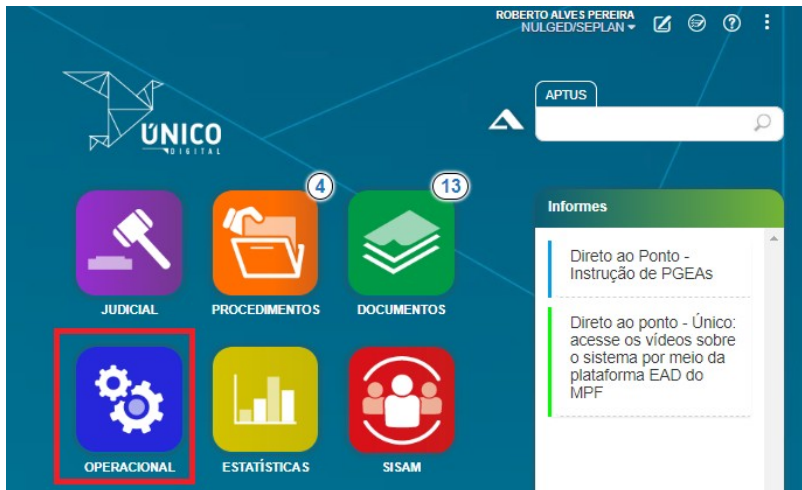 ROBERTO ALVES PEREIRA
NULGED/SEPLAN
ÚNICO
DIGITAL
APTUS
4
13
JUDICIAL
PROCEDIMENTOS
DOCUMENTOS
OPERACIONAL
ESTATÍSTICAS
SISAM
Informes
Direto ao Ponto -
Instrução de PGEAs
Direto ao ponto - Único:
acesse os vídeos sobre
o sistema por meio da
plataforma EAD do
MPF